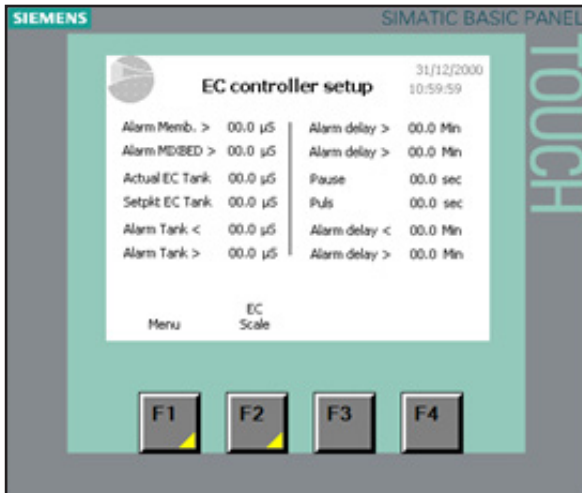 SIEMENS
SIMATIC BASIC PANEL
TOUCH
31/12/2000
EC controller setup
10:59:59
Alarm Memb. > 00.0 µS Alarm delay > 00.0 Min
Alarm MIXBED > 00.0 µS Alarm delay > 00.0 Min
Actual EC Tank 00.0 µS Pause 00.0 sec
Setpkt EC Tank 00.0 µS Puls 00.0 sec
Alarm Tank < 00.0 µS Alarm delay < 00.0 Min
Alarm Tank > 00.0 µS Alarm delay > 00.0 Min
EC
Menu Scale
F1 F2 F3 F4